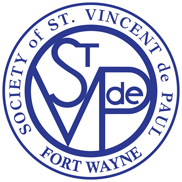 SOCIETY of ST. VINCENT de PAUL
ST
V de P
FORT WAYNE